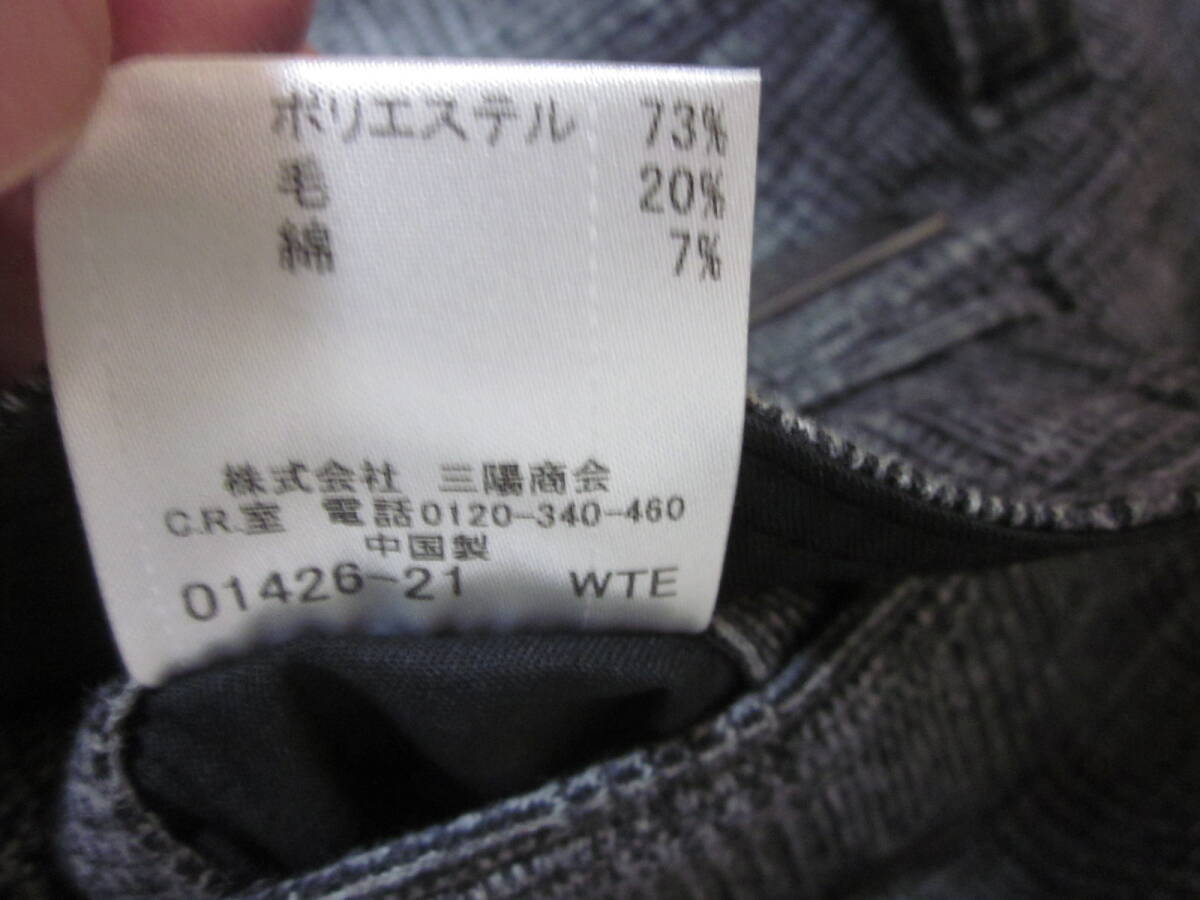 ポリエステル 73%
毛 20%
綿 7%
株式会社 三陽商会
C.R.室 電話0120-340-460
中国製
01426-21 WTE